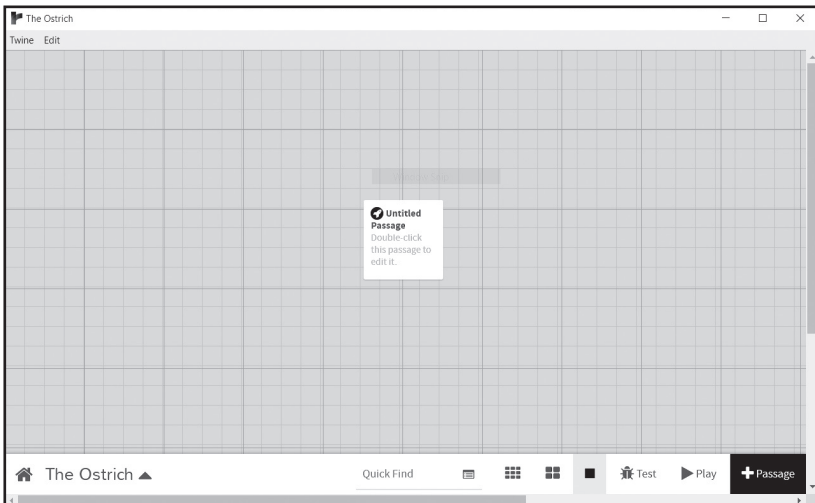 The Ostrich
Twine Edit
Untitled
Passage
Double-click
this passage to
edit it.
The Ostrich
Quick Find
Test
Play
Passage